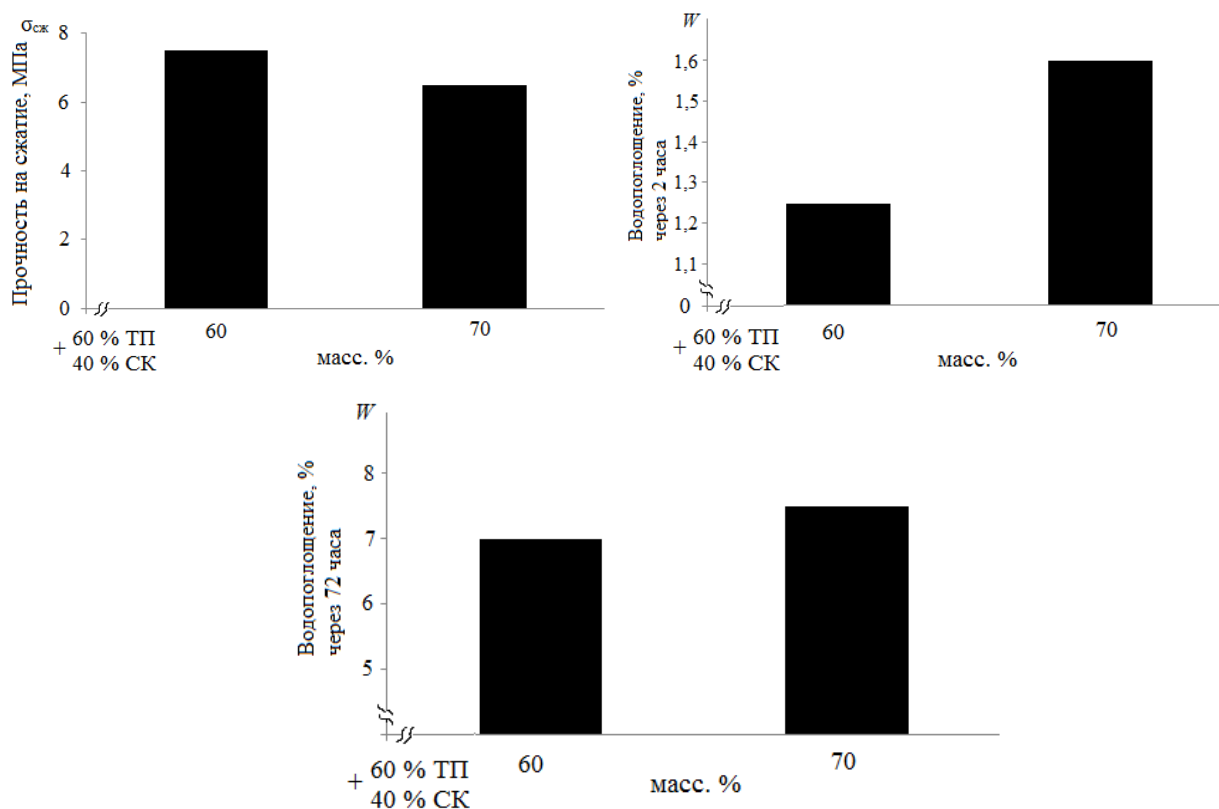 σсж
Прочность на сжатие, МПа
8
6
4
2
0
+ 60 % ТП
40 % СК
60
70
масс. %
W
Водопоглощение, %
через 2 часа
1,6
1,5
1,4
1,3
1,2
1,1
0
+ 60 % ТП
40 % СК
60
70
масс. %
W
Водопоглощение, %
через 72 часа
8
7
6
5
+ 60 % ТП
40 % СК
60
70
масс. %